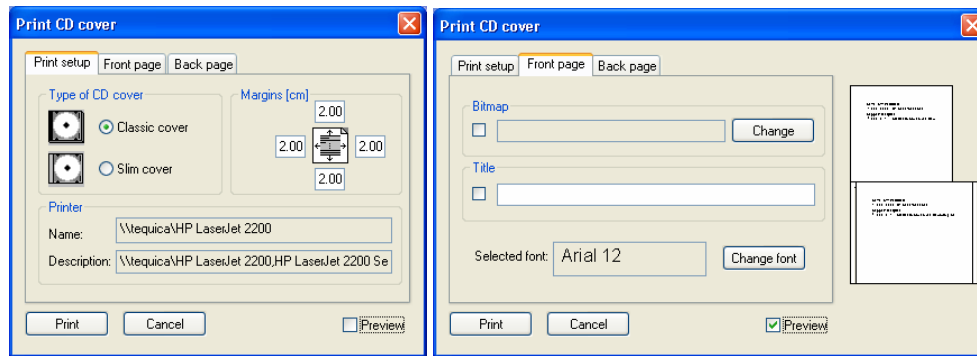 Print CD cover
Print setup Front page Back page
Type of CD cover
Classic cover
Slim cover
Margins [cm]
2.00
2.00 2.00
2.00
Printer
Name: \\tequica\HP LaserJet 2200
Description: \\tequica\HP LaserJet 2200,HP LaserJet 2200 Se
Print Cancel Preview
Print CD cover
Print setup Front page Back page
Bitmap
Change
Title
Selected font: Arial 12 Change font
Print Cancel Preview